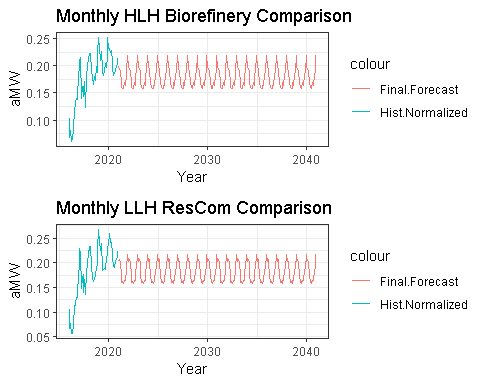 Monthly HLH Biorefinery Comparison
0.25
0.20
0.15
0.10
aMW
2020
2030
2040
Year
colour
Final.Forecast
Hist.Normalized
Monthly LLH ResCom Comparison
0.25
0.20
0.15
0.10
0.05
aMW
2020
2030
2040
Year
colour
Final.Forecast
Hist.Normalized